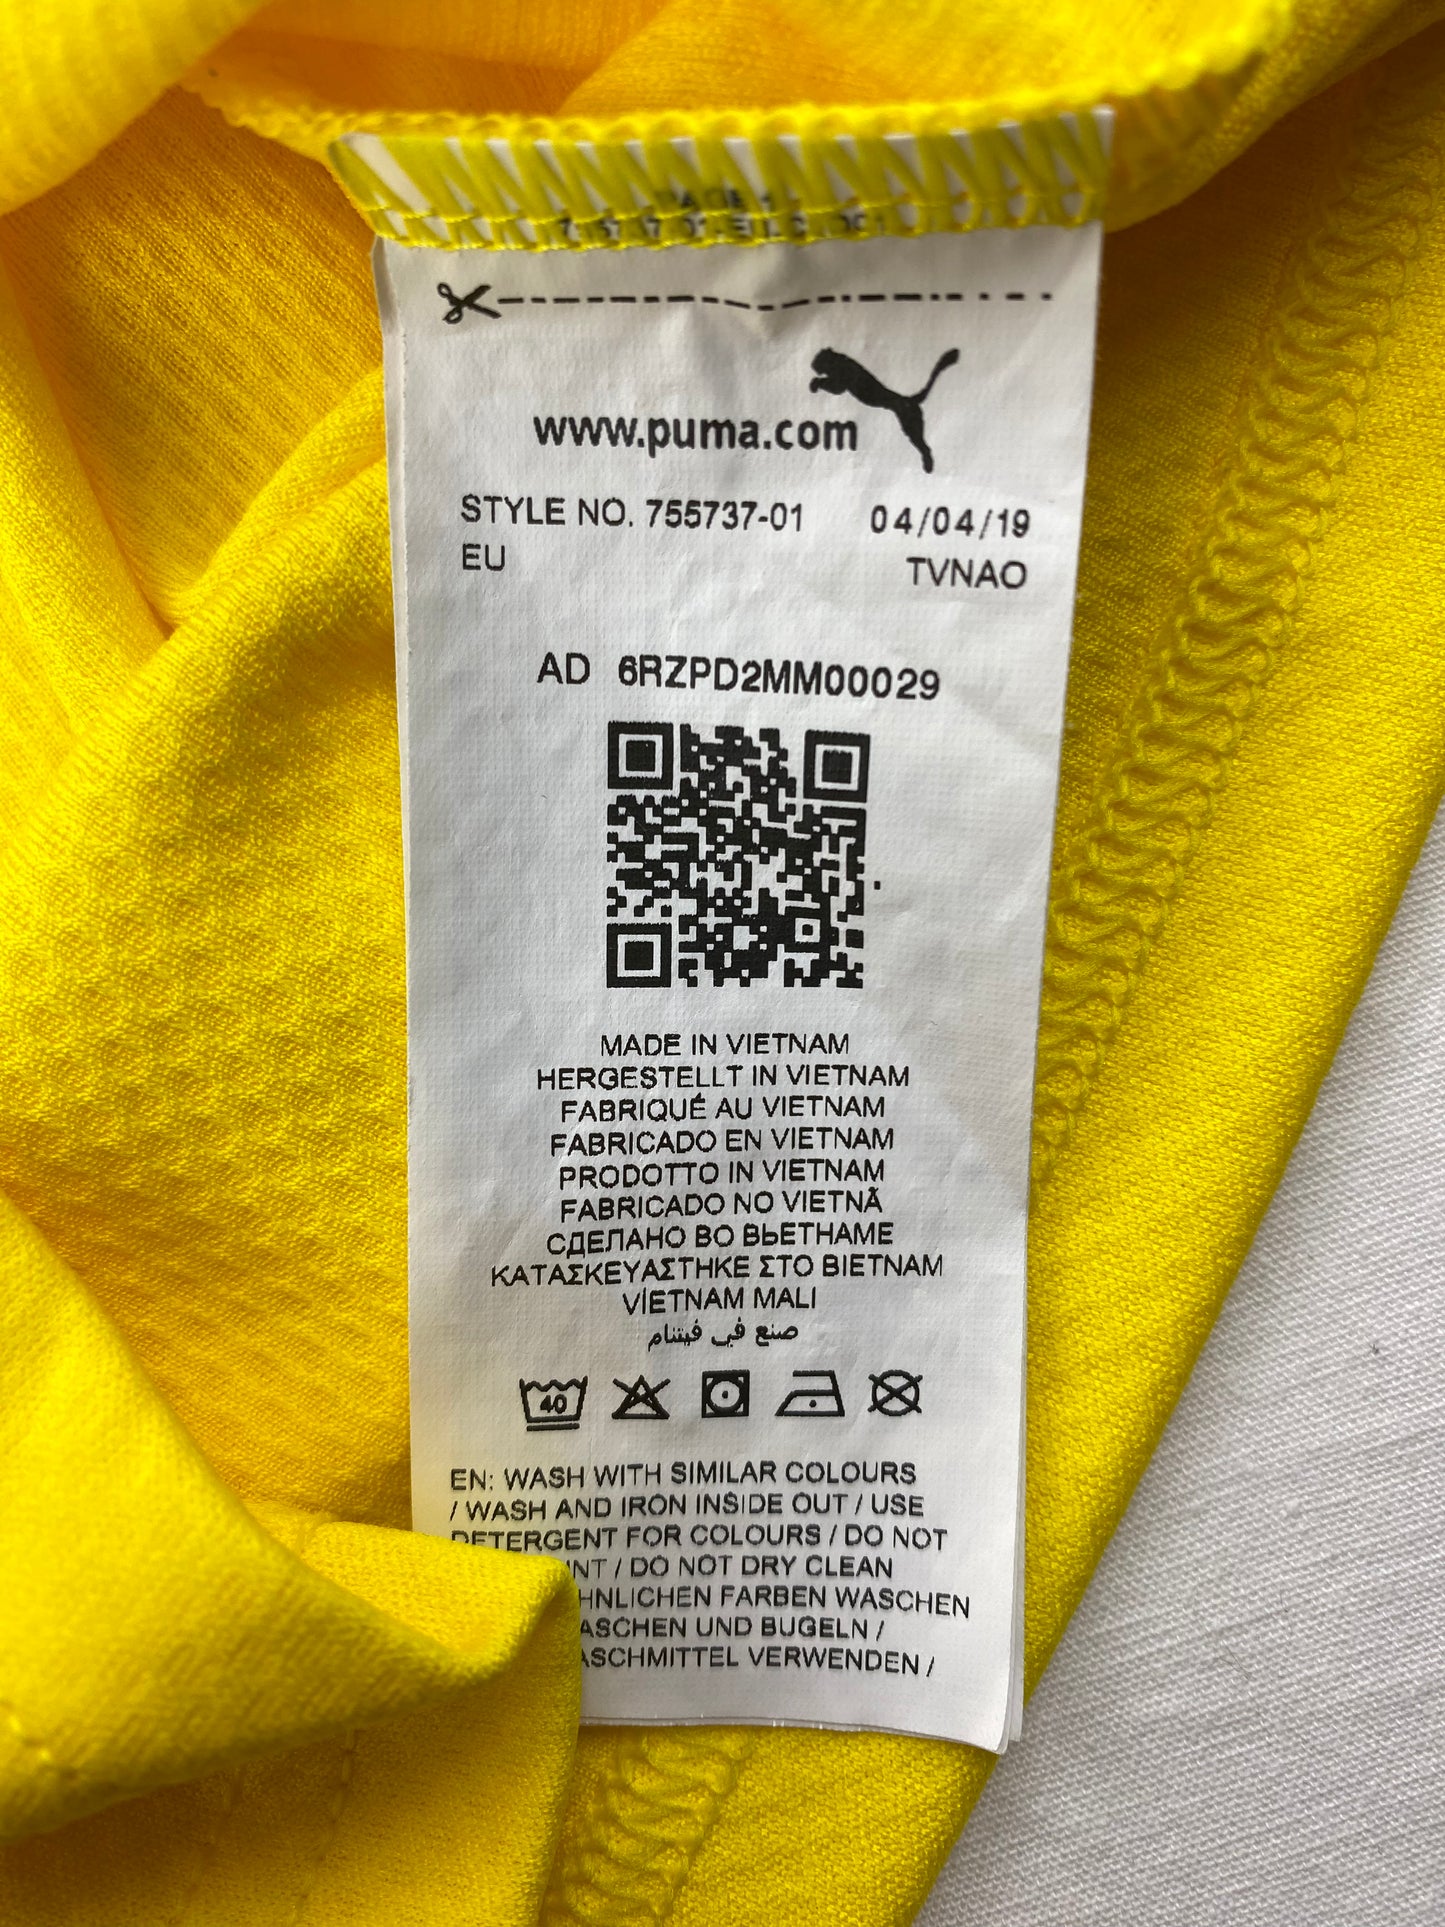 PAGE 1
www.puma.com
STYLE NO. 755737-01 04/04/19
EU TVNAO
AD 6RZPD2MM00029
MADE IN VIETNAM
HERGESTELLT IN VIETNAM
FABRIQUÉ AU VIETNAM
FABRICADO EN VIETNAM
PRODOTTO IN VIETNAM
FABRICADO NO VIETNÃ
СДЕЛАНО ВО ВЬЕТНАМЕ
ΚΑΤΑΣΚΕΥΑΣΤΗΚΕ ΣΤΟ ΒΙΕΤΝΑΜ
VİETNAM MALI
صنع في فيتنام
40
EN: WASH WITH SIMILAR COLOURS
/ WASH AND IRON INSIDE OUT / USE
DETERGENT FOR COLOURS / DO NOT
/ DO NOT DRY CLEAN
FARBEN WASCHEN
UND BÜGELN /
VERWENDEN /